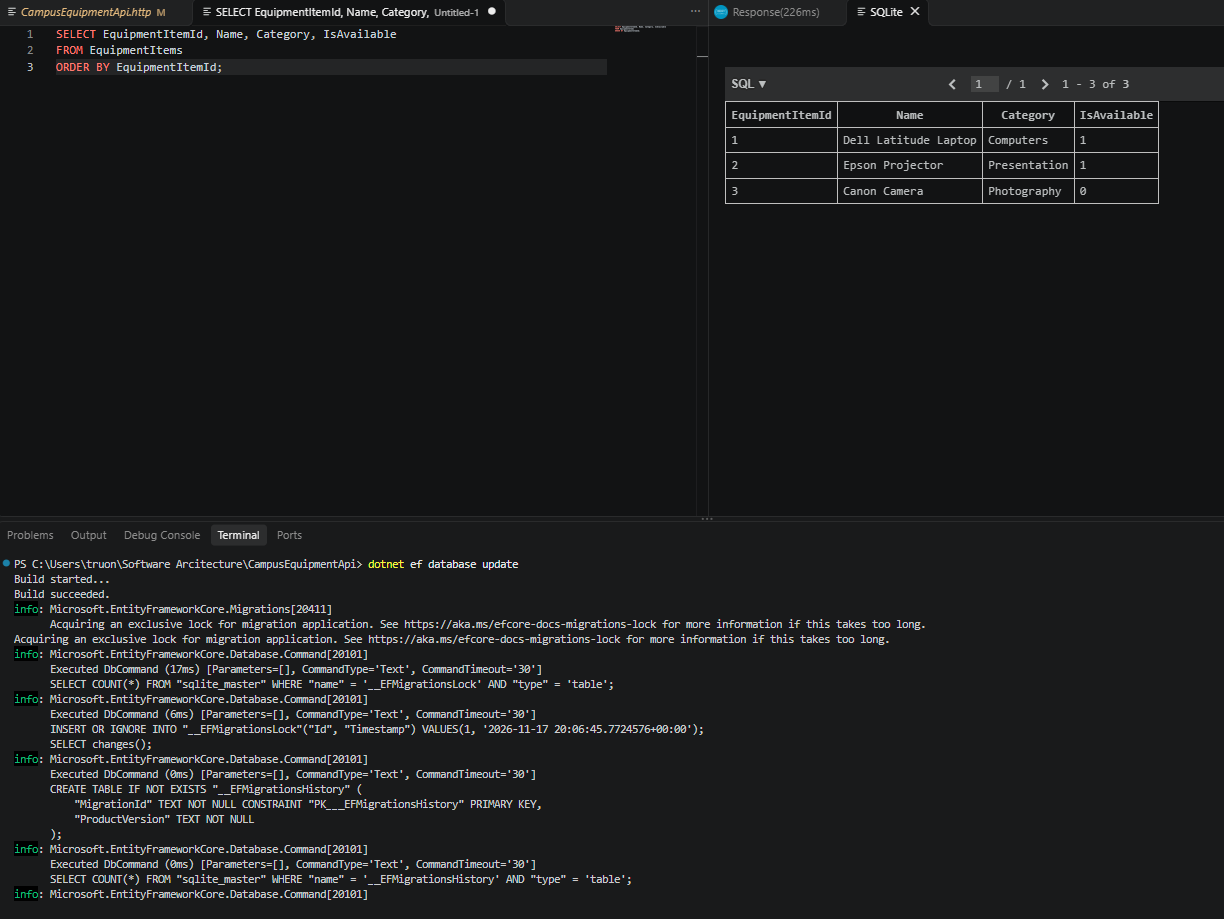 CampusEquipmentApi.http M
SELECT EquipmentItemId, Name, Category, Untitled-1
1 SELECT EquipmentItemId, Name, Category, IsAvailable
2 FROM EquipmentItems
3 ORDER BY EquipmentItemId;
Response(226ms)
SQLite
SQL ▼ 1 / 1 1 - 3 of 3
EquipmentItemId Name Category IsAvailable
1 Dell Latitude Laptop Computers 1
2 Epson Projector Presentation 1
3 Canon Camera Photography 0
Problems Output Debug Console Terminal Ports
PS C:\Users\truon\Software Arcitecture\CampusEquipmentApi> dotnet ef database update
Build started...
Build succeeded.
info: Microsoft.EntityFrameworkCore.Migrations[20411]
Acquiring an exclusive lock for migration application. See https://aka.ms/efcore-docs-migrations-lock for more information if this takes too long.
Acquiring an exclusive lock for migration application. See https://aka.ms/efcore-docs-migrations-lock for more information if this takes too long.
info: Microsoft.EntityFrameworkCore.Database.Command[20101]
Executed DbCommand (17ms) [Parameters=[], CommandType='Text', CommandTimeout='30']
SELECT COUNT(*) FROM "sqlite_master" WHERE "name" = '__EFMigrationsLock' AND "type" = 'table';
info: Microsoft.EntityFrameworkCore.Database.Command[20101]
Executed DbCommand (6ms) [Parameters=[], CommandType='Text', CommandTimeout='30']
INSERT OR IGNORE INTO "__EFMigrationsLock"("Id", "Timestamp") VALUES(1, '2026-11-17 20:06:45.7724576+00:00');
SELECT changes();
info: Microsoft.EntityFrameworkCore.Database.Command[20101]
Executed DbCommand (0ms) [Parameters=[], CommandType='Text', CommandTimeout='30']
CREATE TABLE IF NOT EXISTS "__EFMigrationsHistory" (
"MigrationId" TEXT NOT NULL CONSTRAINT "PK___EFMigrationsHistory" PRIMARY KEY,
"ProductVersion" TEXT NOT NULL
);
info: Microsoft.EntityFrameworkCore.Database.Command[20101]
Executed DbCommand (0ms) [Parameters=[], CommandType='Text', CommandTimeout='30']
SELECT COUNT(*) FROM "sqlite_master" WHERE "name" = '__EFMigrationsHistory' AND "type" = 'table';
info: Microsoft.EntityFrameworkCore.Database.Command[20101]